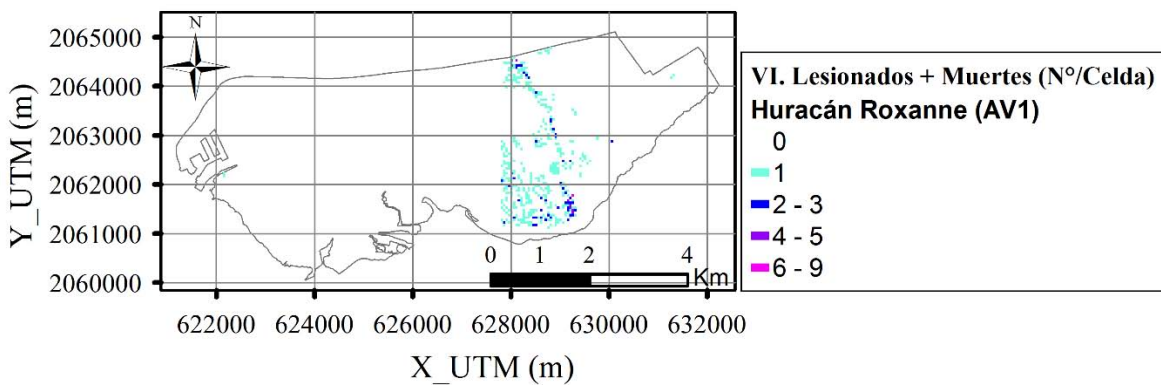 N
2065000
2064000
2063000
2062000
2061000
2060000
Y_UTM (m)
0 1 2 4
Km
622000 624000 626000 628000 630000 632000
X_UTM (m)
VI. Lesionados + Muertes (N°/Celda)
Huracán Roxanne (AV1)
0
1
2 - 3
4 - 5
6 - 9